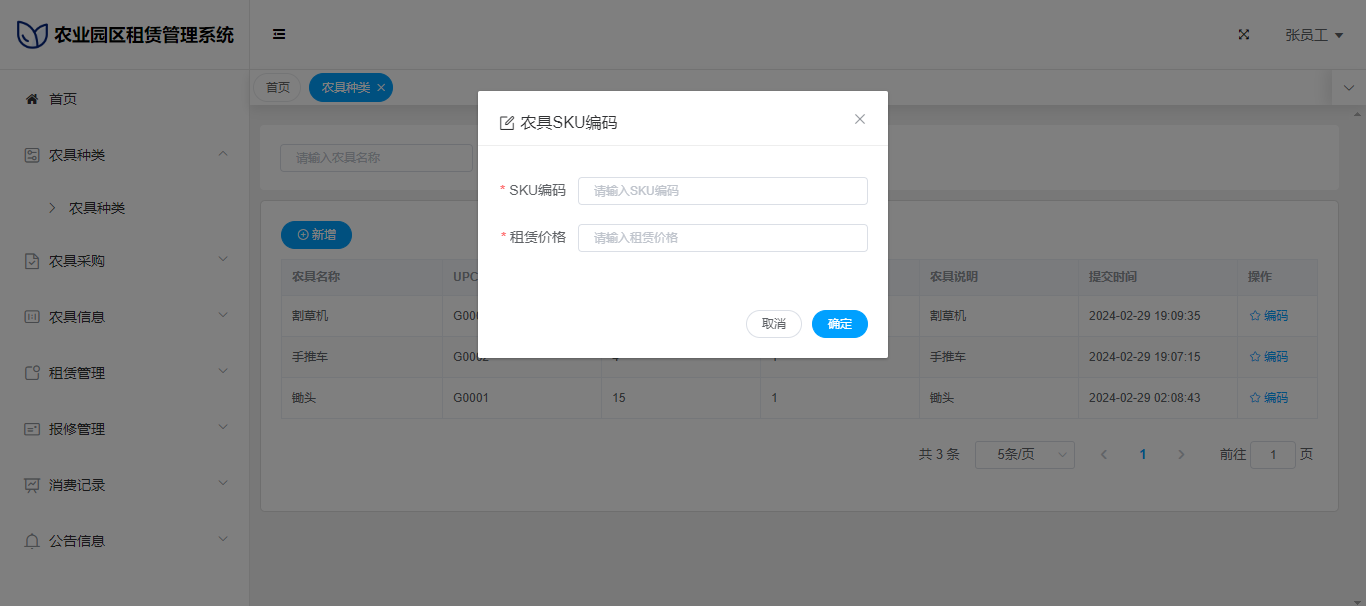 农业园区租赁管理系统
张员工
首页
农具种类
农具采购
农具信息
租赁管理
报修管理
消费记录
公告信息
首页 农具种类
请输入农具名称
新增
农具名称 UPC 农具说明 提交时间 操作
割草机 G000 割草机 2024-02-29 19:09:35 编码
手推车 G0002 4 1 手推车 2024-02-29 19:07:15 编码
锄头 G0001 15 1 锄头 2024-02-29 02:08:43 编码
共 3 条 5条/页 1 前往 1 页
农具SKU编码
* SKU编码 请输入SKU编码
* 租赁价格 请输入租赁价格
取消 确定
农具种类